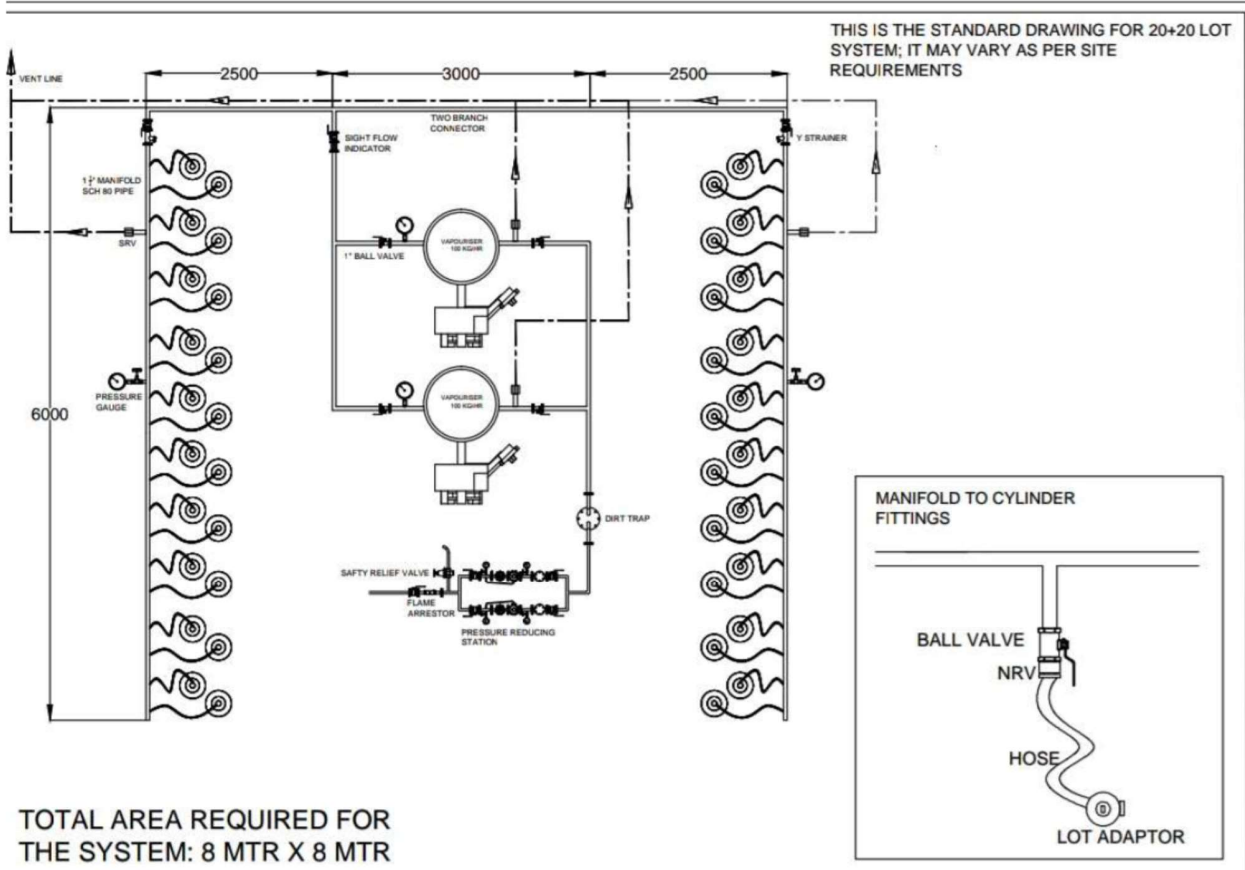 THIS IS THE STANDARD DRAWING FOR 20+20 LOT
SYSTEM; IT MAY VARY AS PER SITE
REQUIREMENTS
VENT LINE
2500
3000
2500
TWO BRANCH
CONNECTOR
SIGHT FLOW
INDICATOR
Y STRAINER
MANIFOLD
SCH 80 PIPE
SRV
VAPOURISER
100 KG/HR
1" BALL VALVE
PRESSURE
GAUGE
VAPOURISER
100 KG/HR
6000
DIRT TRAP
SAFTY RELIEF VALVE
FLAME
ARRESTOR
PRESSURE REDUCING
STATION
MANIFOLD TO CYLINDER
FITTINGS
BALL VALVE
NRV
HOSE
LOT ADAPTOR
TOTAL AREA REQUIRED FOR
THE SYSTEM: 8 MTR X 8 MTR